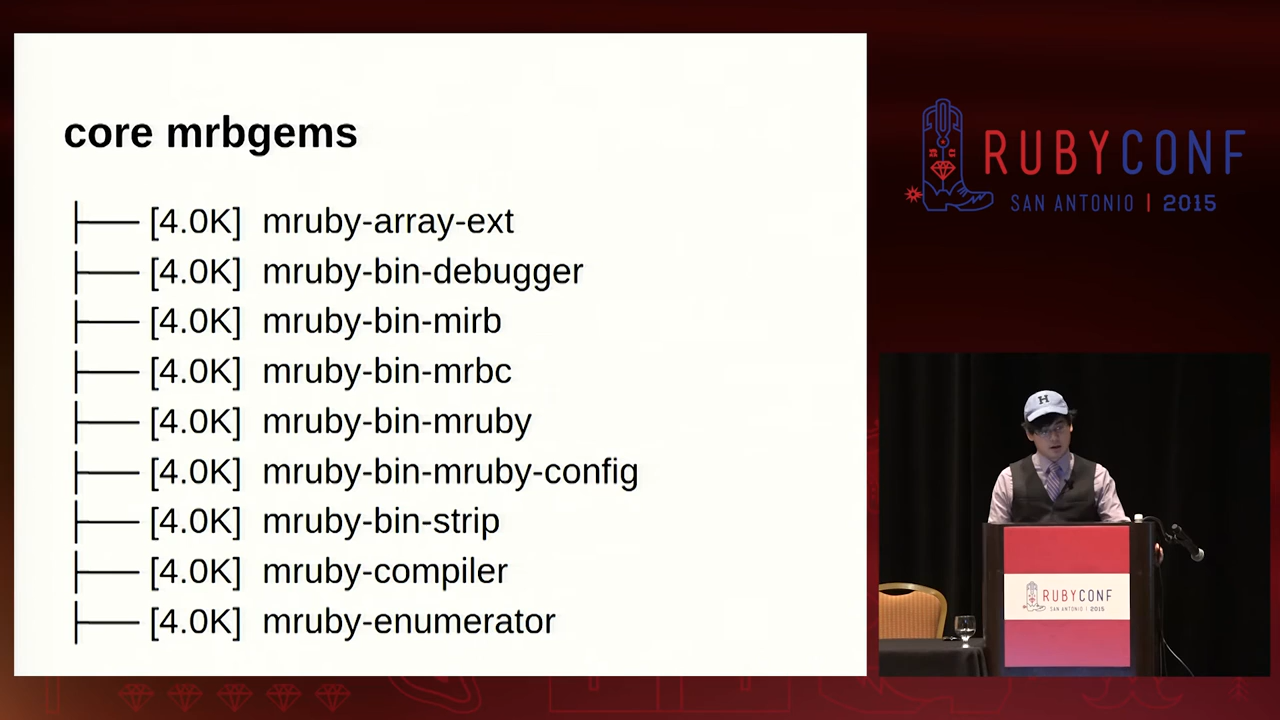 core mrbgems
├── [4.0K] mruby-array-ext
├── [4.0K] mruby-bin-debugger
├── [4.0K] mruby-bin-mirb
├── [4.0K] mruby-bin-mrbc
├── [4.0K] mruby-bin-mruby
├── [4.0K] mruby-bin-mruby-config
├── [4.0K] mruby-bin-strip
├── [4.0K] mruby-compiler
├── [4.0K] mruby-enumerator
RUBYCONF
SAN ANTONIO | 2015
H
RUBYCONF
SAN ANTONIO | 2015